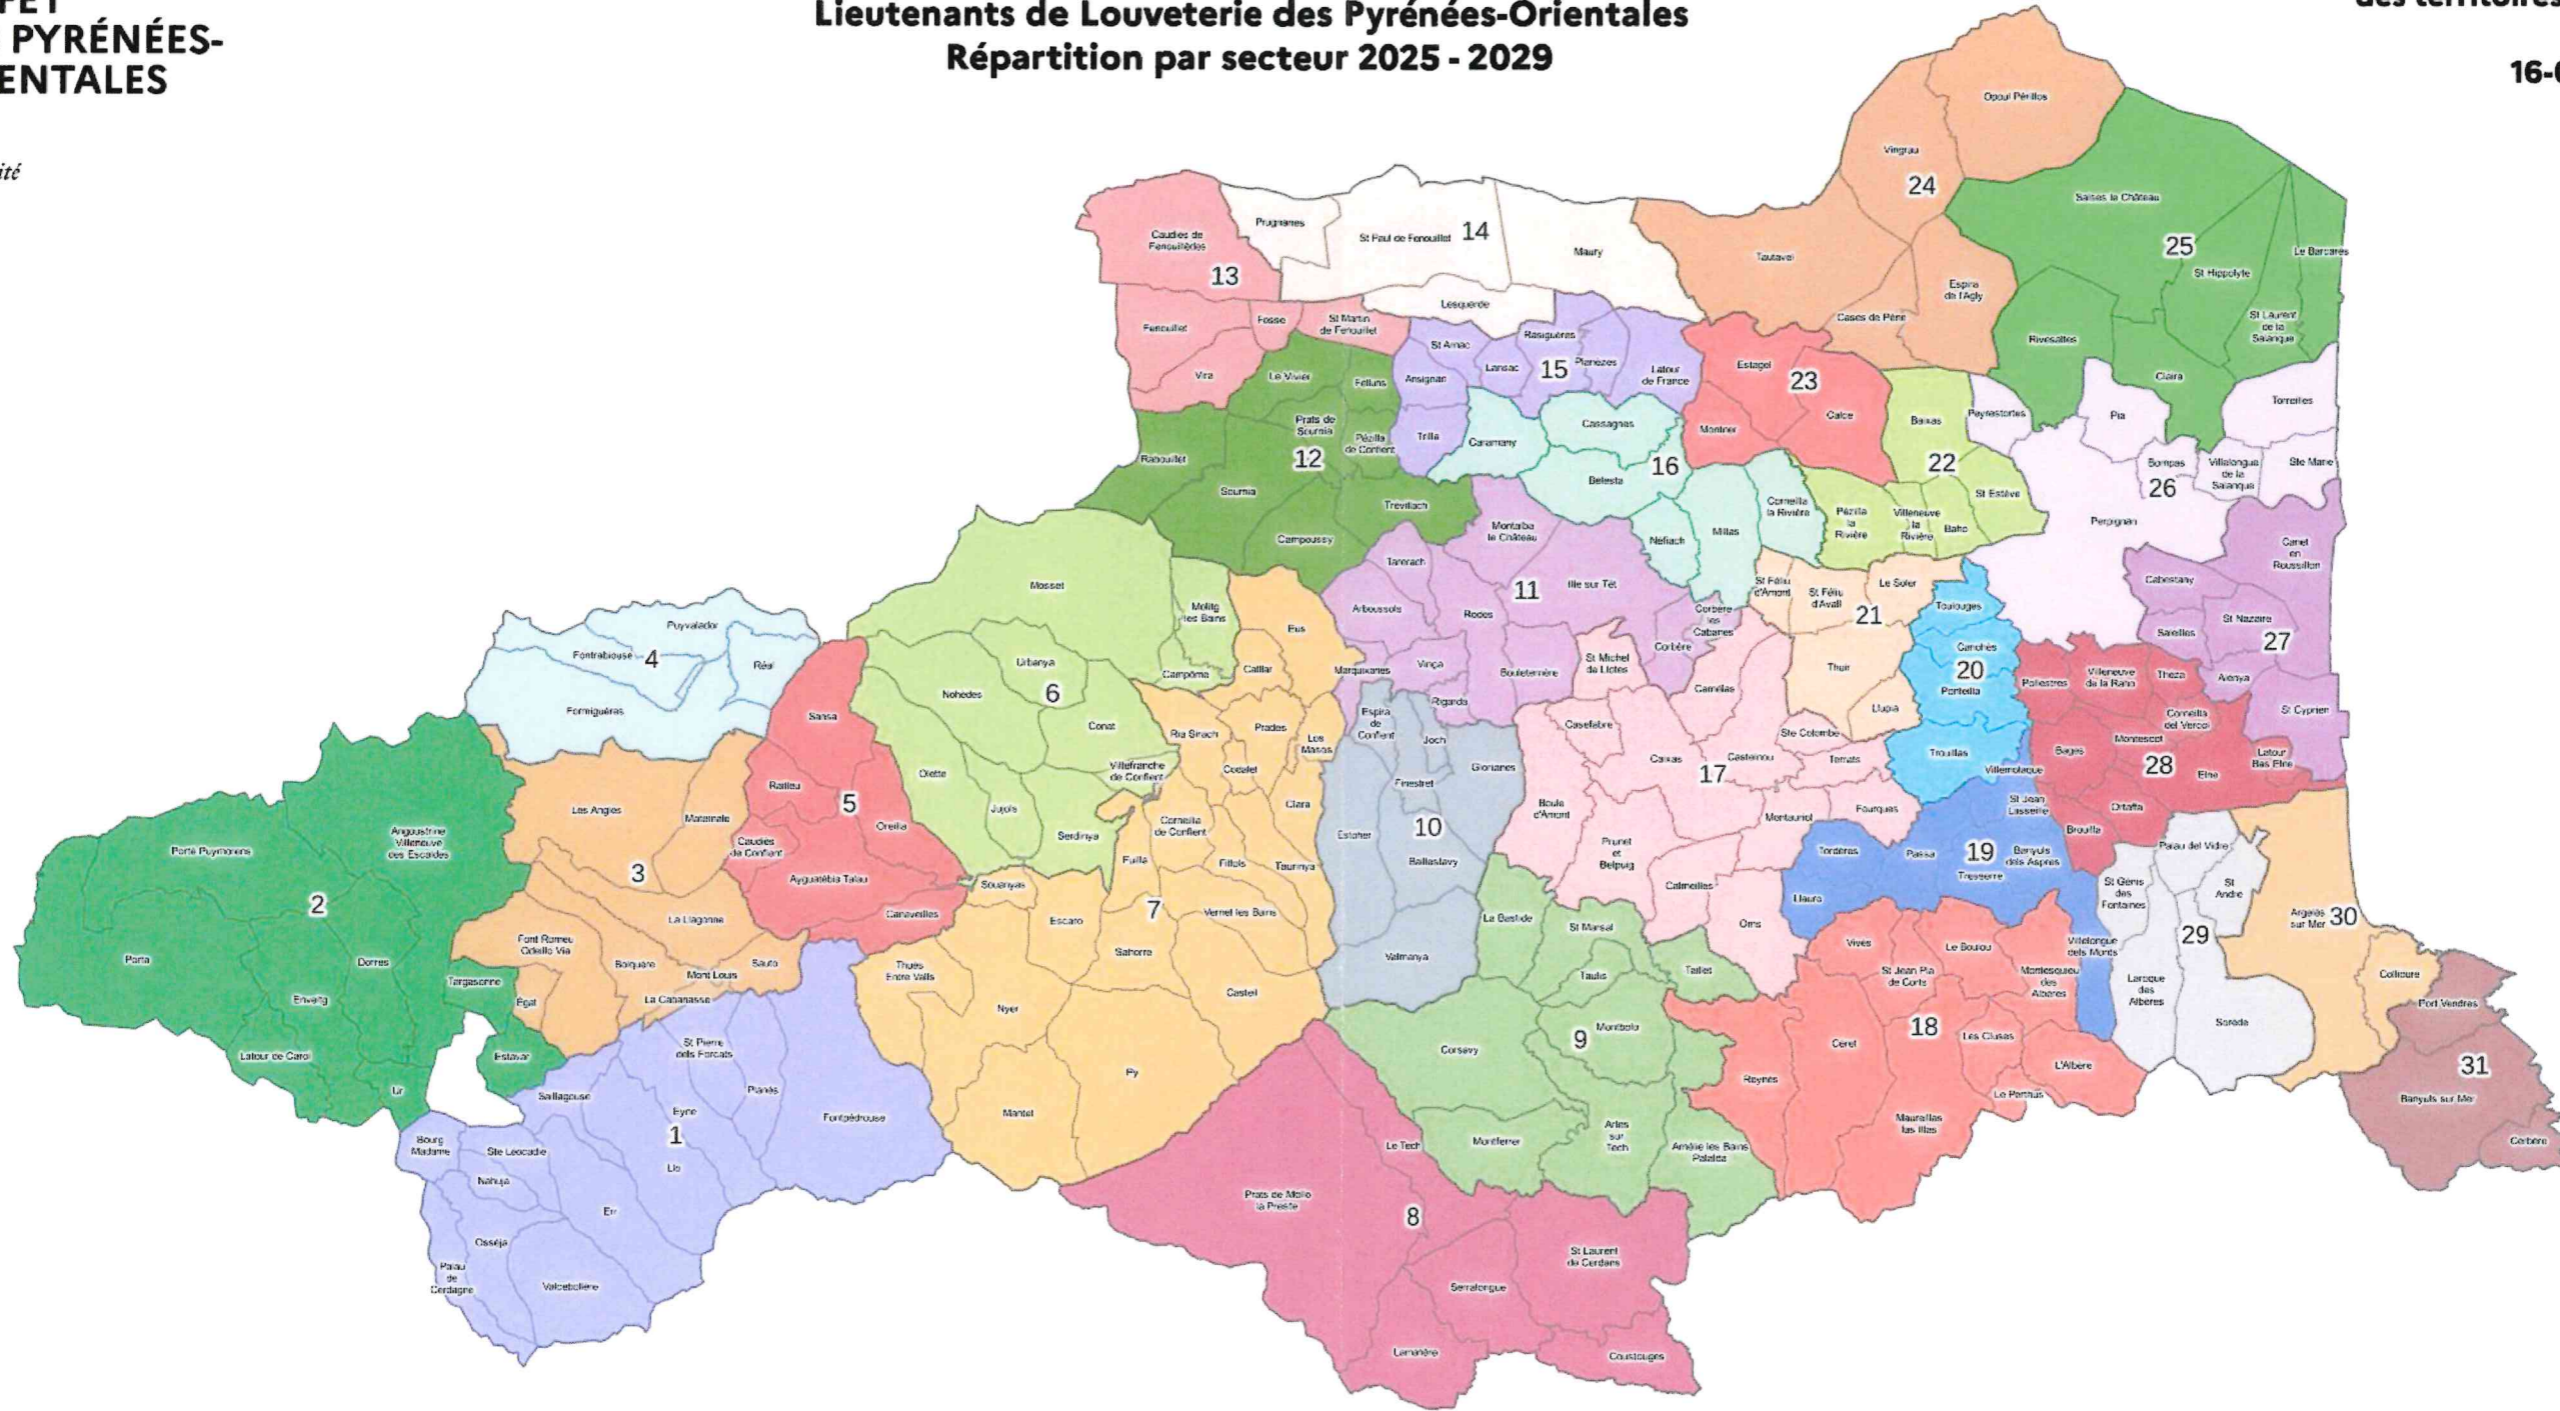 PYRÉNÉES-
ENTALES
ité
Lieutenants de Louveterie des Pyrénées-Orientales
Répartition par secteur 2025 - 2029
des territoires
Opoul Périllos
Vingrau
24
Salses le Château
25
St Hippolyte
Le Barcares
St Laurent
de la
Salanque
Rivesaltes
Claira
Tautavel
Espira
de l'Agly
Cases de Pène
Caudies de
Fenouillèdes
13
Fenouillet
Fosse
St Martin
de Fenouillet
Vira
Prugnanes
St Paul de Fenouillet
14
Maury
Lesquerde
St Arnac
Rasiguères
Lansac
15
Planèzes
Latour
de France
Ansignan
Trilla
Estagel
23
Montner
Calce
Le Vivier
Felluns
Prats de
Sournia
Pézilla
de Conflent
12
Rabouillet
Sournia
Trévillach
Campoussy
Caramany
Cassagnes
16
Belesta
Corneilla
la Rivière
Millas
Néfiach
Baixas
22
St Estève
Pézilla
la
Rivière
Villeneuve
la
Rivière
Baho
Peyrestortes
Pia
Torreilles
Bompas
Villelongue
de la
Salanque
Ste Marie
26
Perpignan
Canet
en
Roussillon
Cabestany
St Nazaire
Saleilles
27
Alenya
St Cyprien
Montalba
le Château
Tarerach
11
Ille sur Têt
Arboussols
Rodes
Corbère
les
Cabanes
Corbère
Marquixanes
Vinça
Bouleternère
Rigarda
St Féliu
d'Amont
St Féliu
d'Avall
Le Soler
21
Thuir
Llupia
Toulouges
Canohès
20
Ponteilla
Trouillas
Mosset
Molitg
les Bains
Campôme
Urbanya
6
Nohèdes
Conat
Olette
Jujols
Serdinya
Villefranche
de Conflent
Puyvalador
Fontrabiouse
4
Réal
Formiguères
Sansa
Railleu
5
Oreilla
Caudiès
de Conflent
Ayguatébia Talau
Canaveilles
Eus
Catllar
Ria Sirach
Prades
Los
Masos
Codalet
Clara
Corneilla
de Conflent
Fuilla
Fillols
Taurinya
7
Vernet les Bains
Souanyas
Escaro
Sahorre
Thuès
Entre Valls
Nyer
Casteil
Py
Mantet
Espira
de
Conflent
Joch
Glorianes
Finestret
Estoher
10
Baillestavy
Valmanya
St Michel
de Llotes
Camélas
Casefabre
Ste Colombe
Caixas
Castelnou
Terrats
17
Boule
d'Amont
Montauriol
Fourques
Prunet
et
Belpuig
Calmeilles
Oms
Pollestres
Villeneuve
de la Raho
Théza
Corneilla
del Vercol
Montescot
Bages
28
Elne
Latour
Bas Elne
Ortaffa
Brouilla
Villemolaque
St Jean
Lasseille
Tordères
Passa
19
Banyuls
dels Aspres
Tresserre
Llauro
Villelongue
dels Monts
Palau del Vidre
St Génis
des
Fontaines
St
André
29
Laroque
des
Albères
Sorède
Argelès
sur Mer
30
Collioure
Port Vendres
31
Banyuls sur Mer
Cerbère
Angoustrine
Villeneuve
des Escaldes
Porté Puymorens
2
Porta
Dorres
Enveitg
Targasonne
Latour de Carol
Ur
Estavar
Les Angles
Matemale
3
La Llagonne
Font Romeu
Odeillo Via
Bolquère
Mont Louis
Sauto
La Cabanasse
Égat
St Pierre
dels Forcats
Planès
Saillagouse
Eyne
1
Fontpédrouse
Bourg
Madame
Ste Léocadie
Llo
Nahuja
Err
Osséja
Palau
de
Cerdagne
Valcebollère
La Bastide
St Marsal
Taulis
Taillet
Montbolo
9
Corsavy
Montferrer
Arles
sur
Tech
Amélie les Bains
Palalda
Vivès
Le Boulou
St Jean Pla
de Corts
Montesquieu
des
Albères
18
Céret
Les Cluses
L'Albère
Reynès
Le Perthus
Maureillas
las Illas
Le Tech
Prats de Mollo
la Preste
8
St Laurent
de Cerdans
Serralongue
Lamanère
Coustouges